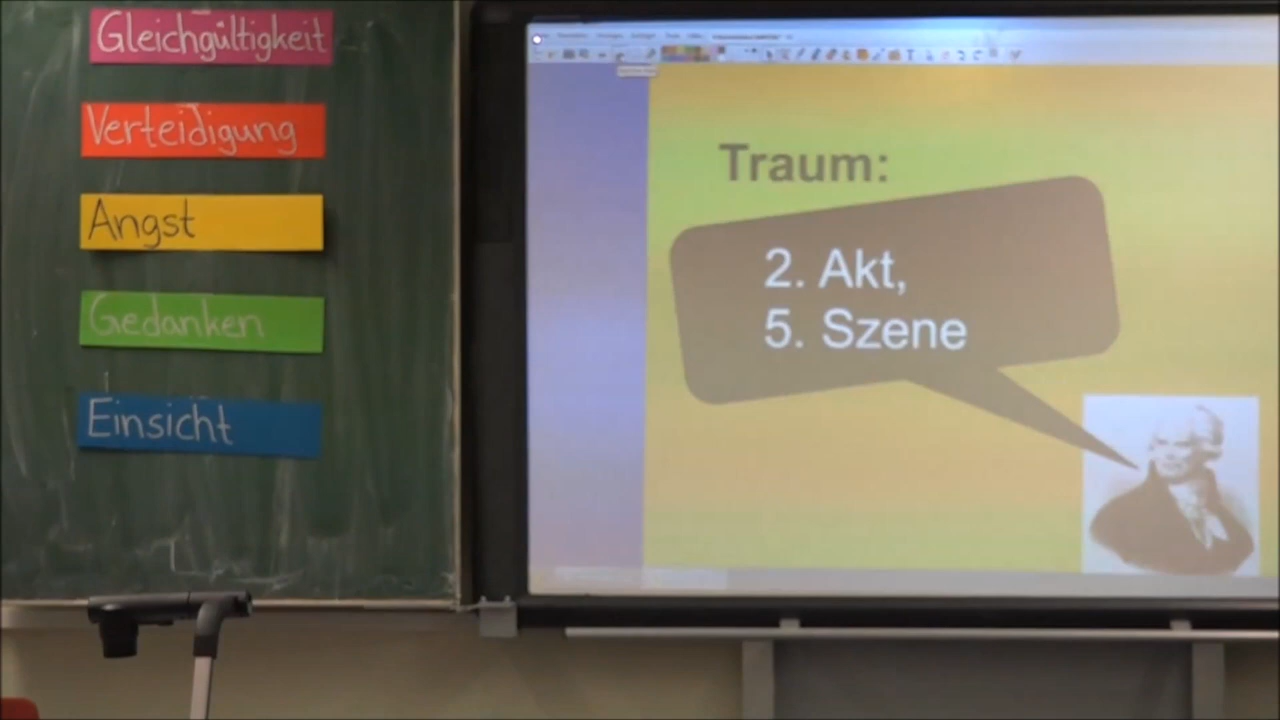 Gleichgültigkeit
Verteidigung
Angst
Gedanken
Einsicht
Traum:
2. Akt,
5. Szene